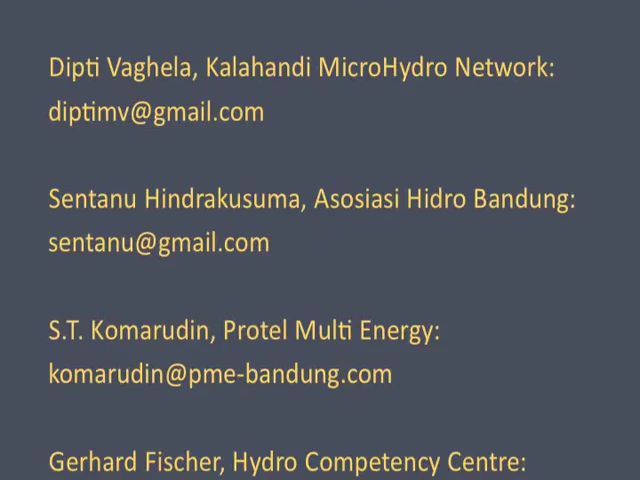 Dipti Vaghela, Kalahandi MicroHydro Network:
diptimv@gmail.com
Sentanu Hindrakusuma, Asosiasi Hidro Bandung:
sentanu@gmail.com
S.T. Komarudin, Protel Multi Energy:
komarudin@pme-bandung.com
Gerhard Fischer, Hydro Competency Centre: